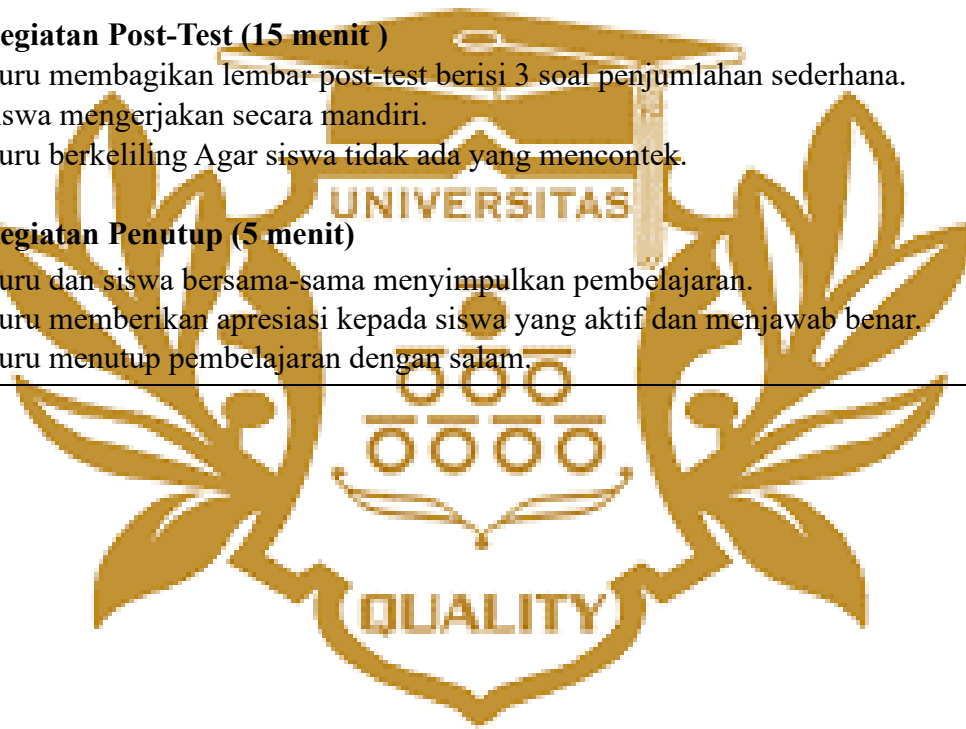 egiatan Post-Test (15 menit )
uru membagikan lembar post-test berisi 3 soal penjumlahan sederhana.
iswa mengerjakan secara mandiri.
uru berkeliling Agar siswa tidak ada yang mencontek.
UNIVERSITAS
egiatan Penutup (5 menit)
uru dan siswa bersama-sama menyimpulkan pembelajaran.
uru memberikan apresiasi kepada siswa yang aktif dan menjawab benar.
uru menutup pembelajaran dengan salam.
QUALITY